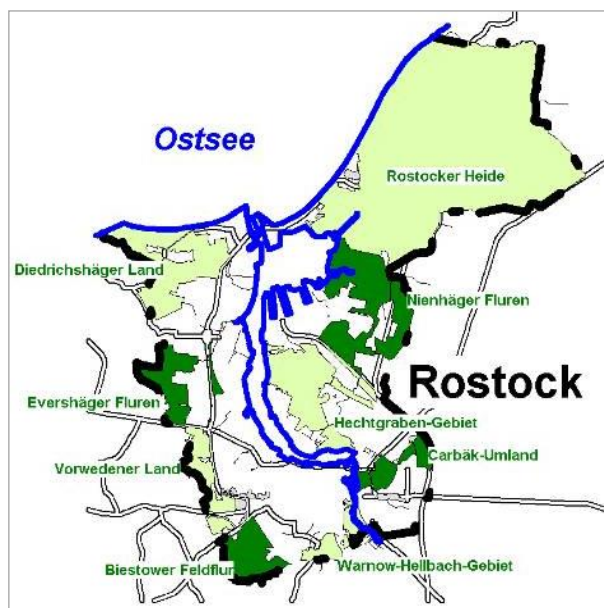 Ostsee
Rostocker Heide
Diedrichshäger Land
Nienhäger Fluren
Rostock
Evershäger Fluren
Hechtgraben-Gebiet
Carbäk-Umland
Vorwedener Land
Biestower Feldflur
Warnow-Hellbach-Gebiet